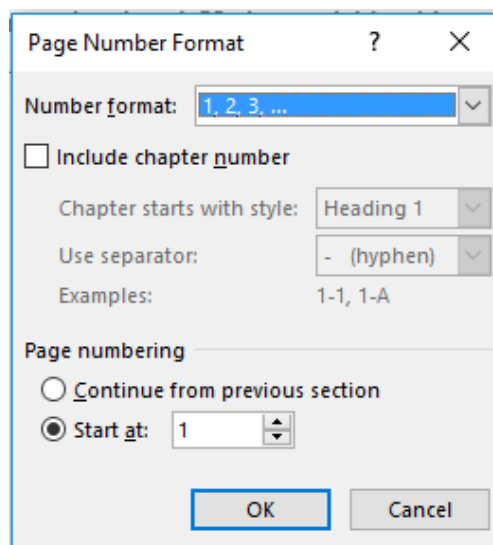 Page Number Format ? X
Number format: 1, 2, 3, ...
Include chapter number
Chapter starts with style: Heading 1
Use separator: - (hyphen)
Examples: 1-1, 1-A
Page numbering
Continue from previous section
Start at: 1
OK Cancel